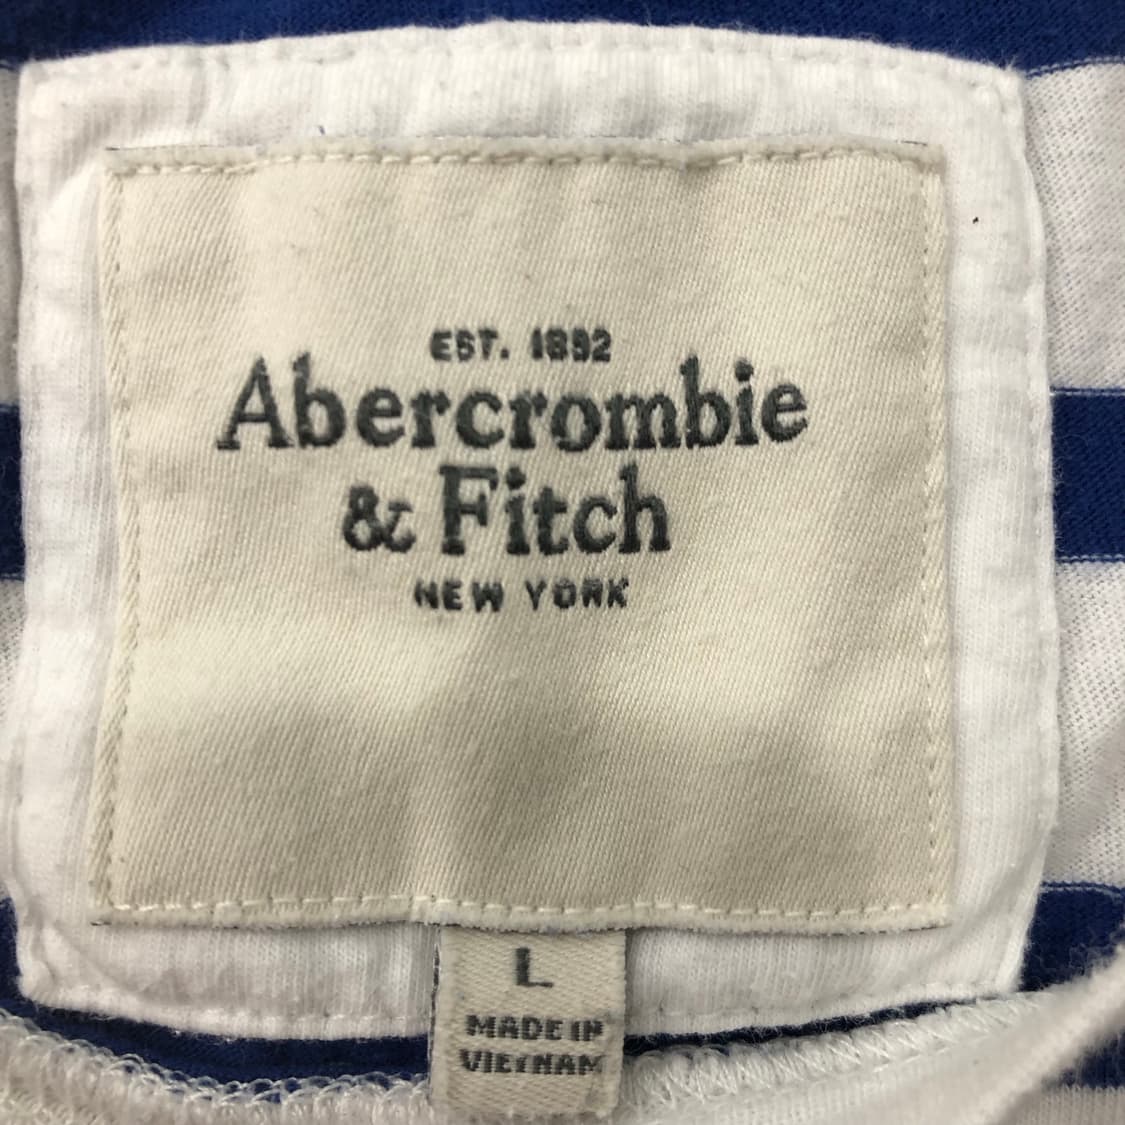 EST. 1892
Abercrombie
& Fitch
NEW YORK
L
MADE IN
VIETNAM